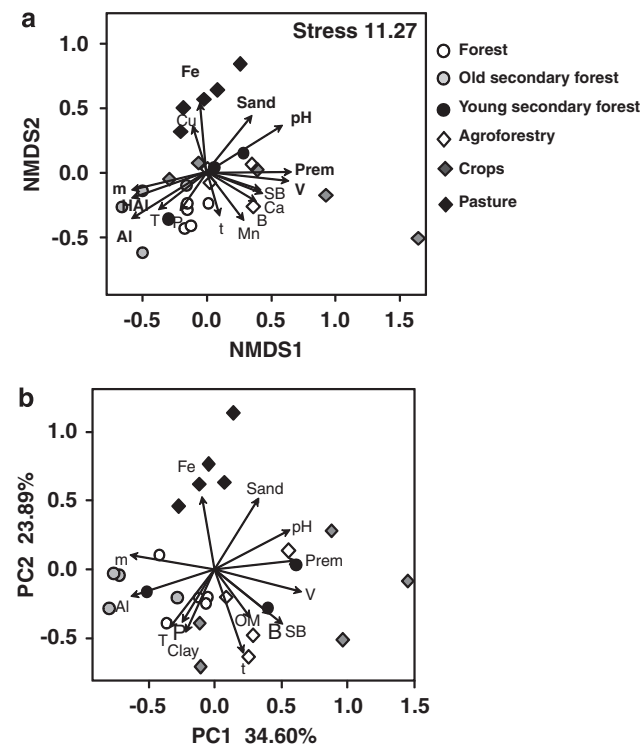 a
Stress 11.27
1.0
0.5
0.0
-0.5
NMDS2
Fe
Cu
Sand
pH
Prem
V
SB
Ca
B
Mn
t
m
HAl
T P
Al
-0.5 0.0 0.5 1.0 1.5
NMDS1
Forest
Old secondary forest
Young secondary forest
Agroforestry
Crops
Pasture
b
1.0
0.5
0.0
-0.5
PC2 23.89%
Fe
Sand
pH
Prem
V
m
Al
OM
B SB
T P
Clay
t
-0.5 0.0 0.5 1.0 1.5
PC1 34.60%